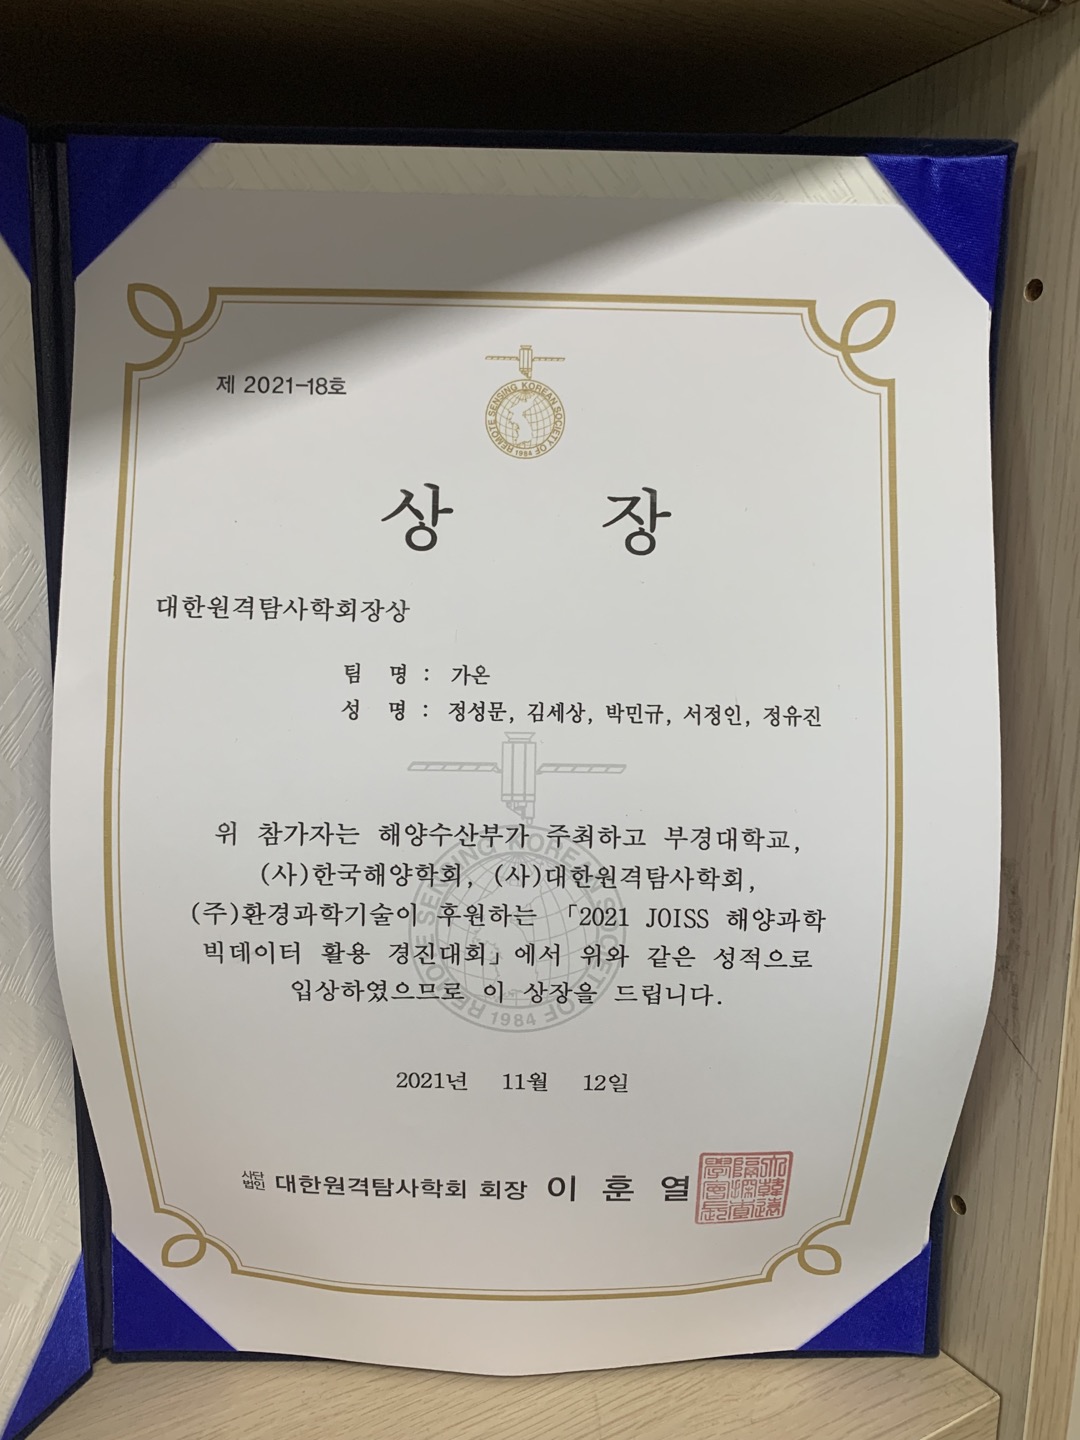 제 2021-18호
REMOTE SENSING KOREAN SOCIETY OF
1984
상 장
대한원격탐사학회장상
팀 명 : 가온
성 명 : 정성문, 김세상, 박민규, 서정인, 정유진
위 참가자는 해양수산부가 주최하고 부경대학교,
(사)한국해양학회, (사)대한원격탐사학회,
(주)환경과학기술이 후원하는 「2021 JOISS 해양과학
빅데이터 활용 경진대회」에서 위와 같은 성적으로
입상하였으므로 이 상장을 드립니다.
REMOTE SENSING KOREAN SOCIETY OF
1984
2021년 11월 12일
사단법인 대한원격탐사학회 회장 이 훈 열